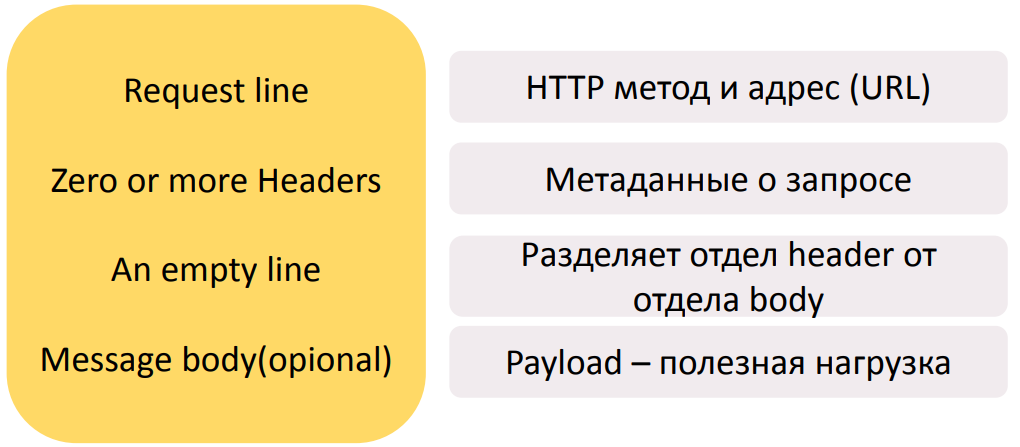 Request line
HTTP метод и адрес (URL)
Zero or more Headers
Метаданные о запросе
An empty line
Разделяет отдел header от
отдела body
Message body(opional)
Payload – полезная нагрузка